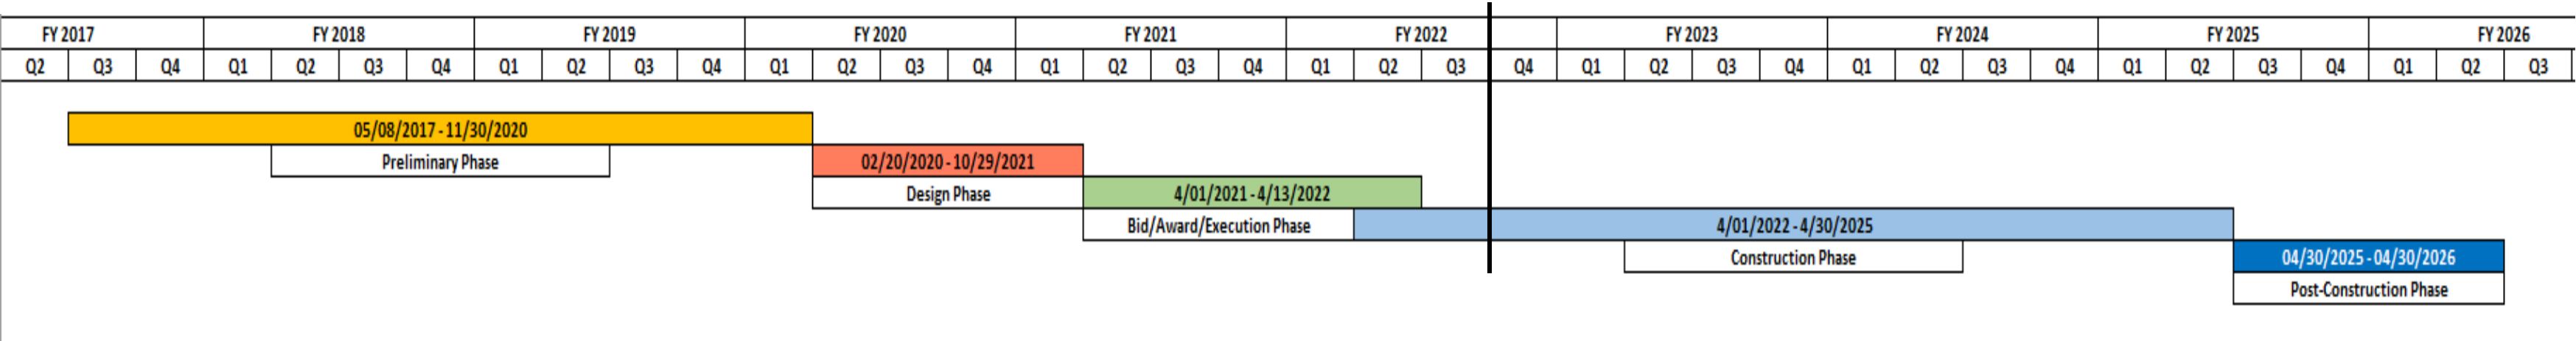 FY 2017 FY 2018 FY 2019 FY 2020 FY 2021 FY 2022 FY 2023 FY 2024 FY 2025 FY 2026
Q2 Q3 Q4 Q1 Q2 Q3 Q4 Q1 Q2 Q3 Q4 Q1 Q2 Q3 Q4 Q1 Q2 Q3 Q4 Q1 Q2 Q3 Q4 Q1 Q2 Q3 Q4 Q1 Q2 Q3 Q4 Q1 Q2 Q3 Q4 Q1 Q2 Q3
05/08/2017 - 11/30/2020
Preliminary Phase
02/20/2020 - 10/29/2021
Design Phase
4/01/2021 - 4/13/2022
Bid/Award/Execution Phase
4/01/2022 - 4/30/2025
Construction Phase
04/30/2025 - 04/30/2026
Post-Construction Phase